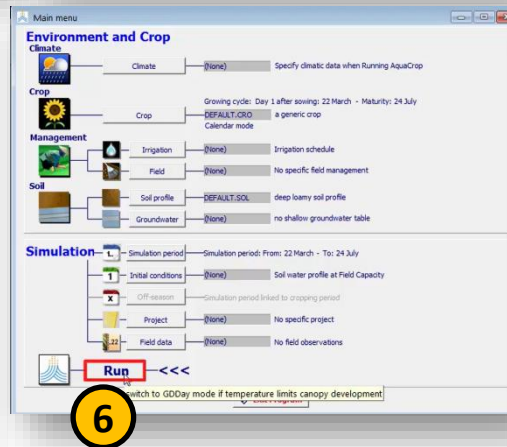 Main menu
Environment and Crop
Climate
Climate (None) Specify climatic data when Running AquaCrop
Crop
Growing cycle: Day 1 after sowing: 22 March - Maturity: 24 July
Crop DEFAULT.CRO a generic crop
Calendar mode
Management
Irrigation (None) Irrigation schedule
Field (None) No specific field management
Soil
Soil profile DEFAULT.SOL deep loamy soil profile
Groundwater (None) no shallow groundwater table
Simulation 1.. Simulation period Simulation period: From: 22 March - To: 24 July
1 Initial conditions (None) Soil water profile at Field Capacity
X Off-season Simulation period linked to cropping period
Project (None) No specific project
.22 Field data (None) No field observations
Run <<<
switch to GDDay mode if temperature limits canopy development
6